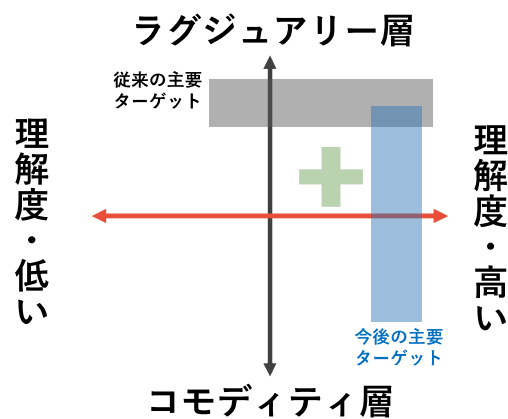 ラグジュアリー層
従来の主要
ターゲット
理解度・低い
理解度・高い
今後の主要
ターゲット
コモディティ層